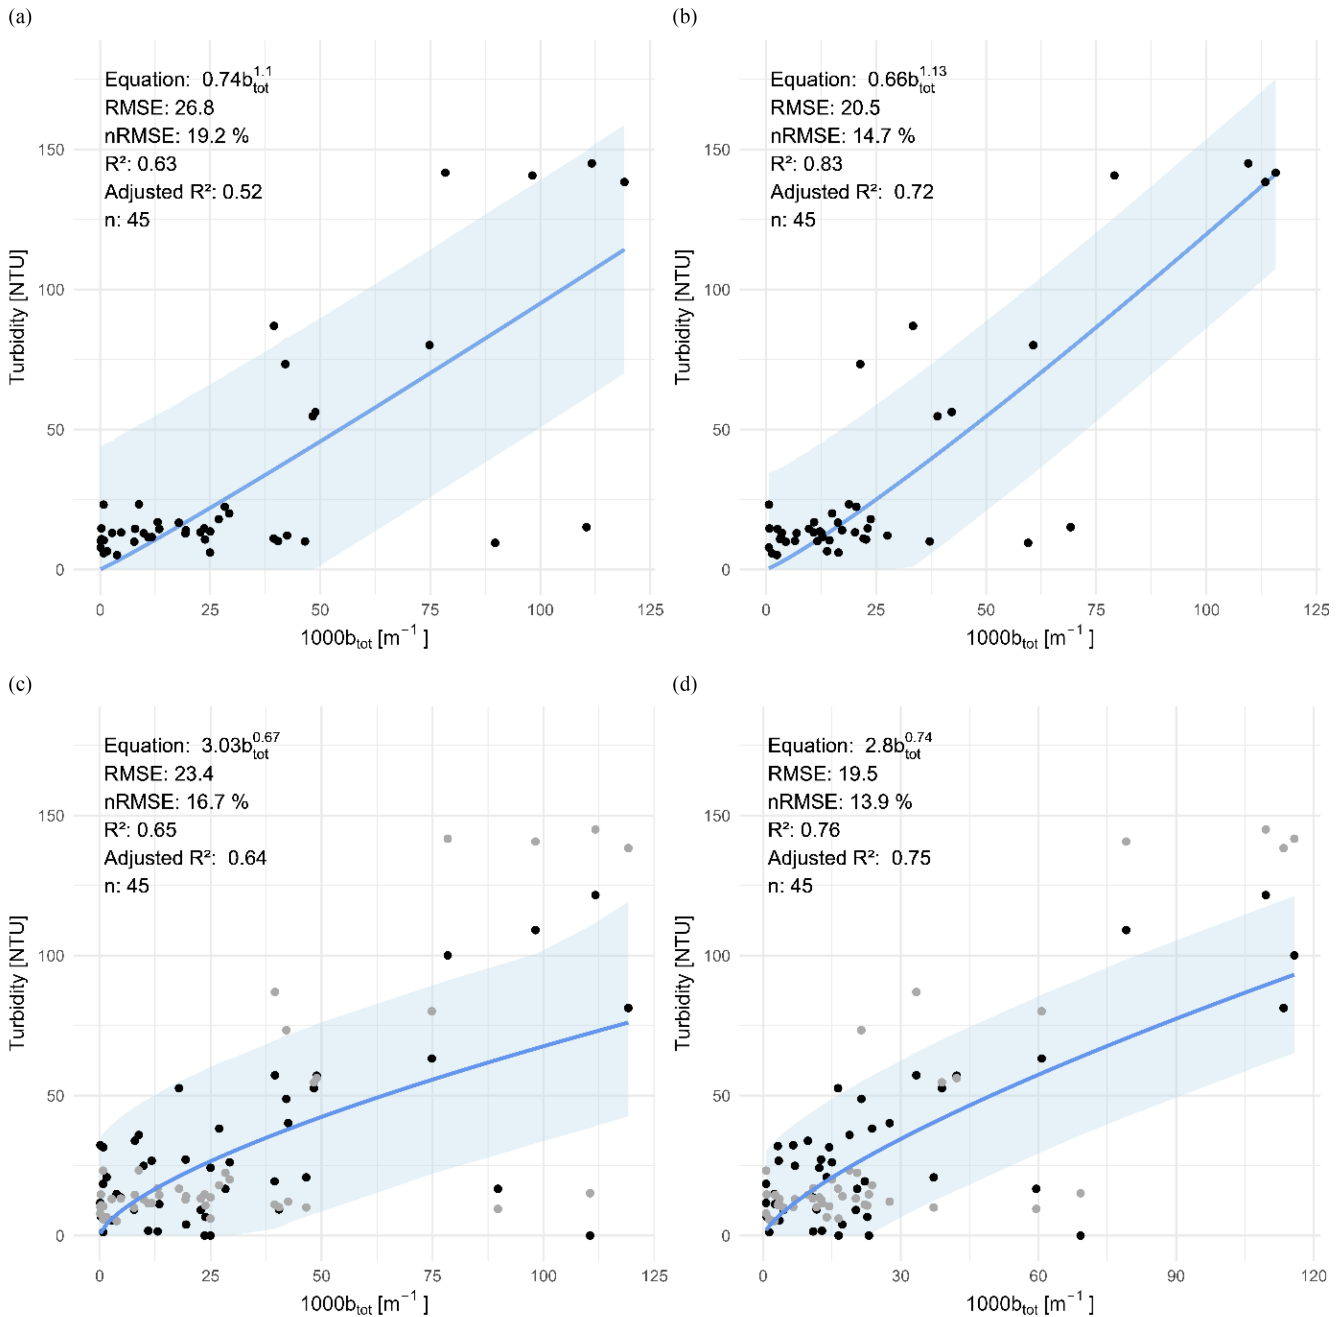 (a)
Equation: 0.74b_tot^1.1
RMSE: 26.8
nRMSE: 19.2 %
R²: 0.63
Adjusted R²: 0.52
n: 45
150
100
50
0
Turbidity [NTU]
0 25 50 75 100 125
1000b_tot [m⁻¹ ]
(b)
Equation: 0.66b_tot^1.13
RMSE: 20.5
nRMSE: 14.7 %
R²: 0.83
Adjusted R²: 0.72
n: 45
150
100
50
0
Turbidity [NTU]
0 25 50 75 100 125
1000b_tot [m⁻¹ ]
(c)
Equation: 3.03b_tot^0.67
RMSE: 23.4
nRMSE: 16.7 %
R²: 0.65
Adjusted R²: 0.64
n: 45
150
100
50
0
Turbidity [NTU]
0 25 50 75 100 125
1000b_tot [m⁻¹ ]
(d)
Equation: 2.8b_tot^0.74
RMSE: 19.5
nRMSE: 13.9 %
R²: 0.76
Adjusted R²: 0.75
n: 45
150
100
50
0
Turbidity [NTU]
0 30 60 90 120
1000b_tot [m⁻¹ ]